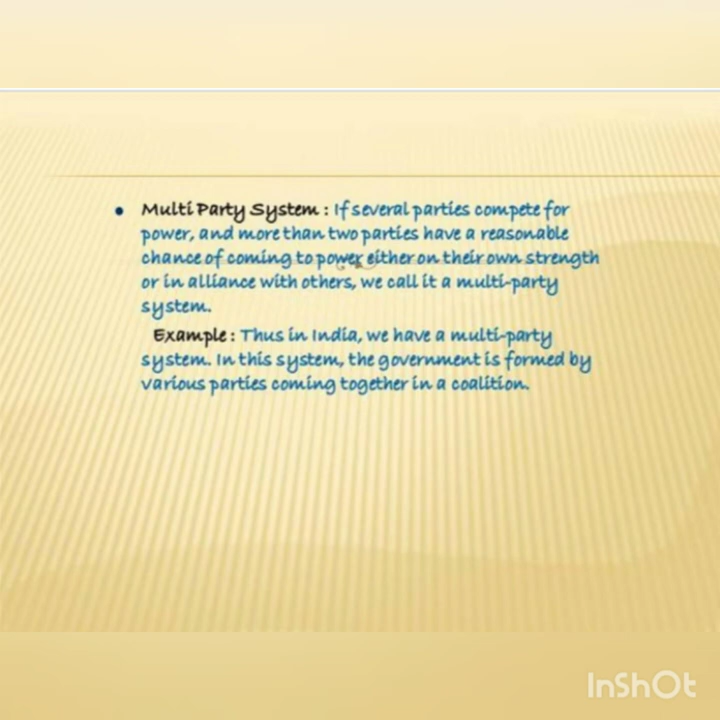 • Multi Party System : If several parties compete for
power, and more than two parties have a reasonable
chance of coming to power either on their own strength
or in alliance with others, we call it a multi-party
system.
Example : Thus in India, we have a multi-party
system. In this system, the government is formed by
various parties coming together in a coalition.
InShOt